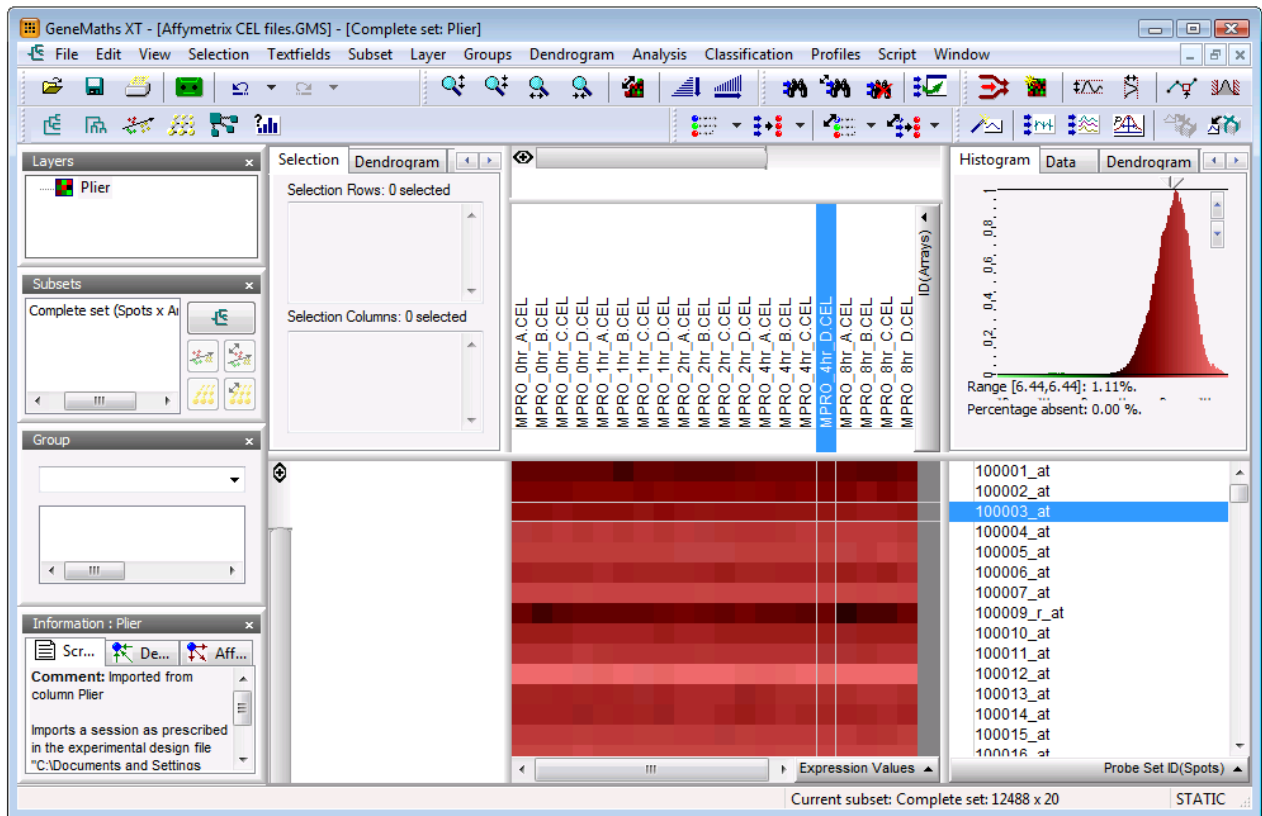 GeneMaths XT - [Affymetrix CEL files.GMS] - [Complete set: Plier]
File Edit View Selection Textfields Subset Layer Groups Dendrogram Analysis Classification Profiles Script Window
Layers
Plier
Subsets
Complete set (Spots x Ar
Group
Information : Plier
Scr... De... Aff...
Comment: Imported from
column Plier
Imports a session as prescribed
in the experimental design file
"C:\Documents and Settings
Selection Dendrogram
Selection Rows: 0 selected
Selection Columns: 0 selected
MPRO_0hr_A.CEL
MPRO_0hr_B.CEL
MPRO_0hr_C.CEL
MPRO_0hr_D.CEL
MPRO_1hr_A.CEL
MPRO_1hr_B.CEL
MPRO_1hr_C.CEL
MPRO_1hr_D.CEL
MPRO_2hr_A.CEL
MPRO_2hr_B.CEL
MPRO_2hr_C.CEL
MPRO_2hr_D.CEL
MPRO_4hr_A.CEL
MPRO_4hr_B.CEL
MPRO_4hr_C.CEL
MPRO_4hr_D.CEL
MPRO_8hr_A.CEL
MPRO_8hr_B.CEL
MPRO_8hr_C.CEL
MPRO_8hr_D.CEL
ID(Arrays)
Histogram Data Dendrogram
1
0.8
0.6
0.4
0.2
0
Range [6.44,6.44]: 1.11%.
Percentage absent: 0.00 %.
100001_at
100002_at
100003_at
100004_at
100005_at
100006_at
100007_at
100009_r_at
100010_at
100011_at
100012_at
100013_at
100014_at
100015_at
100016_at
Expression Values
Probe Set ID(Spots)
Current subset: Complete set: 12488 x 20
STATIC